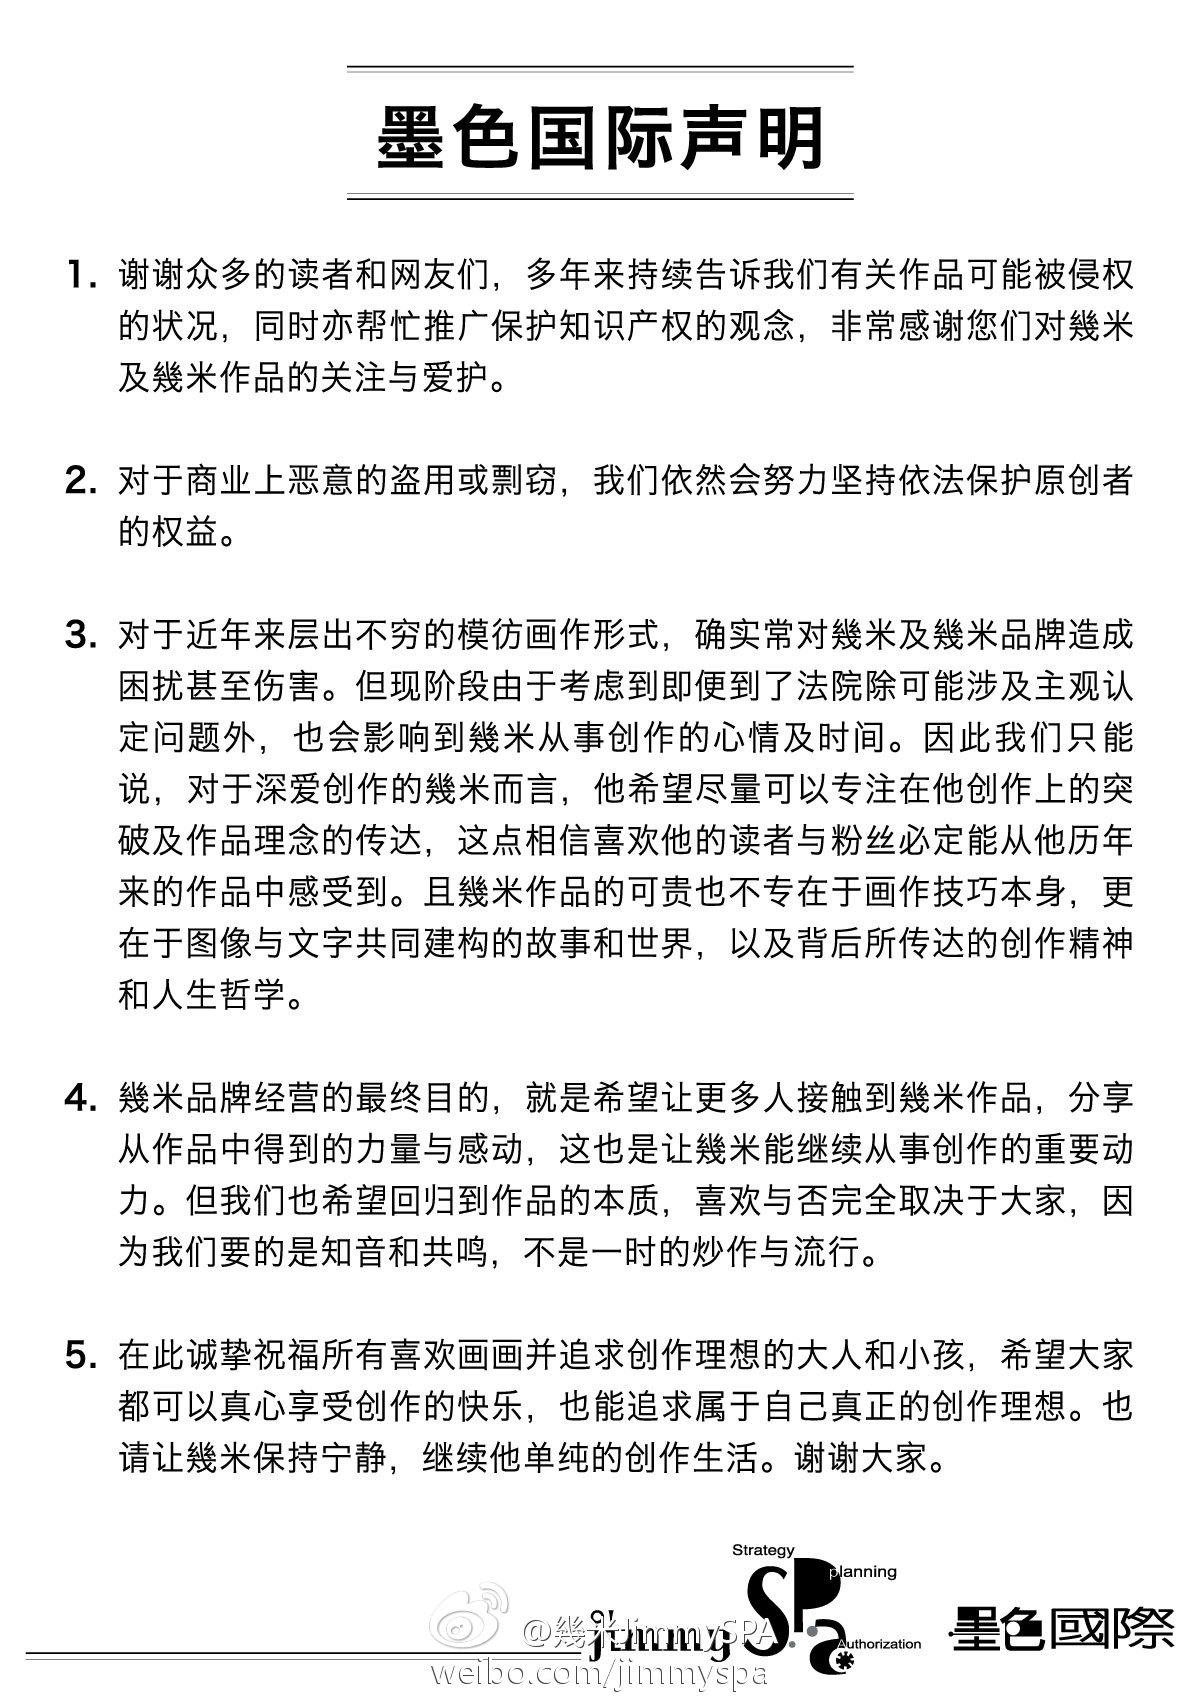 墨色国际声明
1. 谢谢众多的读者和网友们，多年来持续告诉我们有关作品可能被侵权
的状况，同时亦帮忙推广保护知识产权的观念，非常感谢您们对幾米
及幾米作品的关注与爱护。
2. 对于商业上恶意的盗用或剽窃，我们依然会努力坚持依法保护原创者
的权益。
3. 对于近年来层出不穷的模彷画作形式，确实常对幾米及幾米品牌造成
困扰甚至伤害。但现阶段由于考虑到即便到了法院除可能涉及主观认
定问题外，也会影响到幾米从事创作的心情及时间。因此我们只能
说，对于深爱创作的幾米而言，他希望尽量可以专注在他创作上的突
破及作品理念的传达，这点相信喜欢他的读者与粉丝必定能从他历年
来的作品中感受到。且幾米作品的可贵也不专在于画作技巧本身，更
在于图像与文字共同建构的故事和世界，以及背后所传达的创作精神
和人生哲学。
4. 幾米品牌经营的最终目的，就是希望让更多人接触到幾米作品，分享
从作品中得到的力量与感动，这也是让幾米能继续从事创作的重要动
力。但我们也希望回归到作品的本质，喜欢与否完全取决于大家，因
为我们要的是知音和共鸣，不是一时的炒作与流行。
5. 在此诚挚祝福所有喜欢画画并追求创作理想的大人和小孩，希望大家
都可以真心享受创作的快乐，也能追求属于自己真正的创作理想。也
请让幾米保持宁静，继续他单纯的创作生活。谢谢大家。
Strategy
planning
Jimmy SPa
Authorization
墨色國際
@幾米JimmySPA
weibo.com/jimmyspa